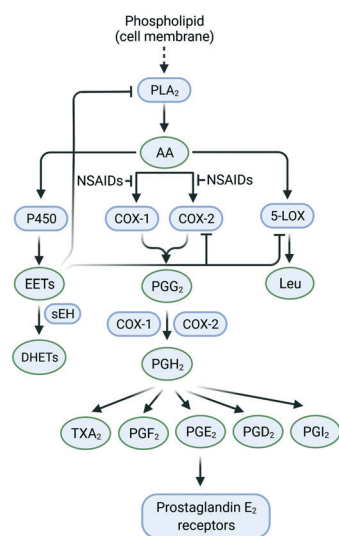 Phospholipid
(cell membrane)
PLA₂
AA
NSAIDs
NSAIDs
P450
COX-1
COX-2
5-LOX
EETs
PGG₂
Leu
sEH
COX-1
COX-2
DHETs
PGH₂
TXA₂
PGF₂
PGE₂
PGD₂
PGI₂
Prostaglandin E₂
receptors